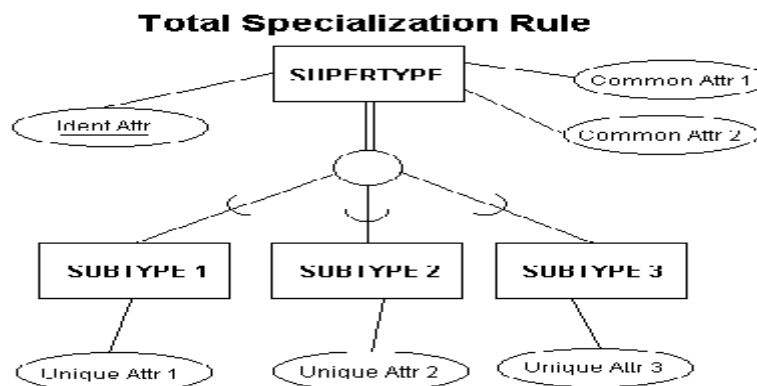 Total Specialization Rule
SUPERTYPE
Common Attr 1
Ident Attr
Common Attr 2
SUBTYPE 1
SUBTYPE 2
SUBTYPE 3
Unique Attr 1
Unique Attr 2
Unique Attr 3